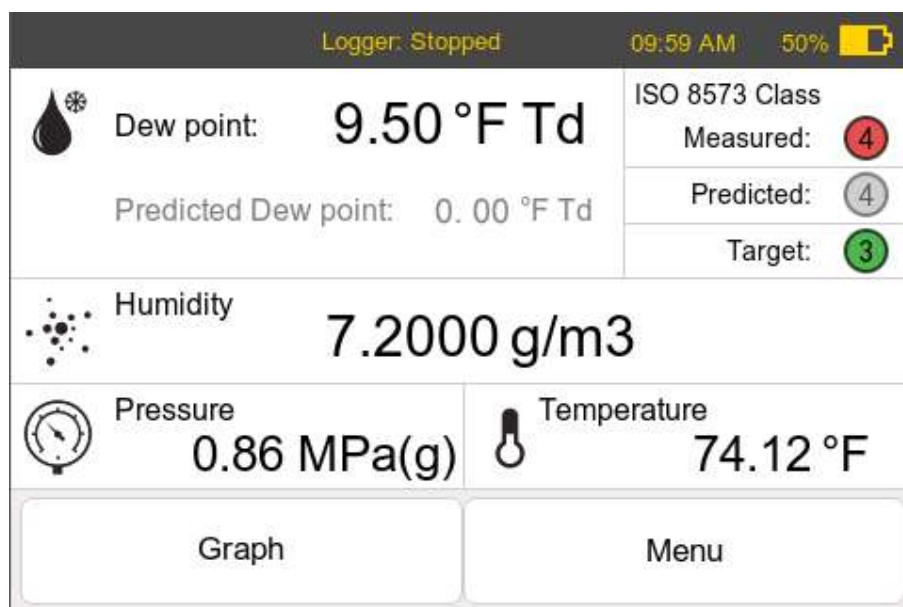 Logger: Stopped 09:59 AM 50%
Dew point: 9.50 °F Td
Predicted Dew point: 0. 00 °F Td
ISO 8573 Class
Measured: 4
Predicted: 4
Target: 3
Humidity
7.2000 g/m3
Pressure
0.86 MPa(g)
Temperature
74.12 °F
Graph
Menu